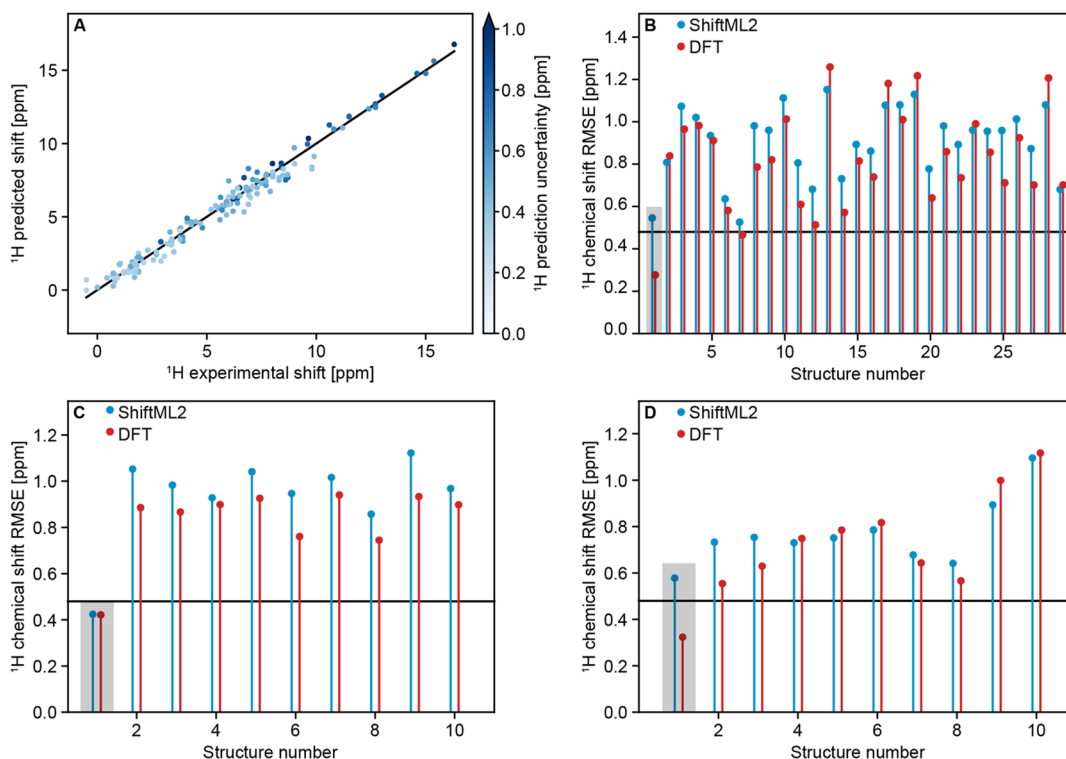 A
¹H predicted shift [ppm]
15
10
5
0
0
5
10
15
¹H experimental shift [ppm]
1.0
0.8
0.6
0.4
0.2
0.0
¹H prediction uncertainty [ppm]
B
ShiftML2
DFT
¹H chemical shift RMSE [ppm]
1.4
1.2
1.0
0.8
0.6
0.4
0.2
0.0
5
10
15
20
25
Structure number
C
ShiftML2
DFT
¹H chemical shift RMSE [ppm]
1.2
1.0
0.8
0.6
0.4
0.2
0.0
2
4
6
8
10
Structure number
D
ShiftML2
DFT
¹H chemical shift RMSE [ppm]
1.2
1.0
0.8
0.6
0.4
0.2
0.0
2
4
6
8
10
Structure number